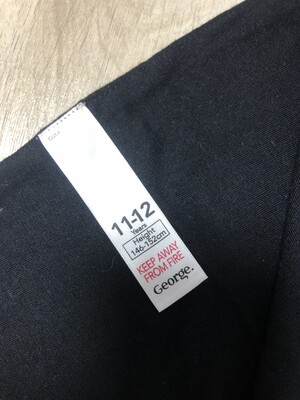 11-12
Years
Height
146-152cm
KEEP AWAY
FROM FIRE
George.